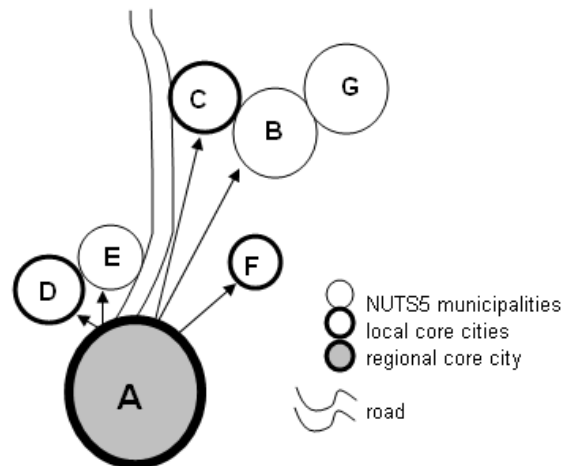 C
G
B
E
D
F
A
NUTS5 municipalities
local core cities
regional core city
road